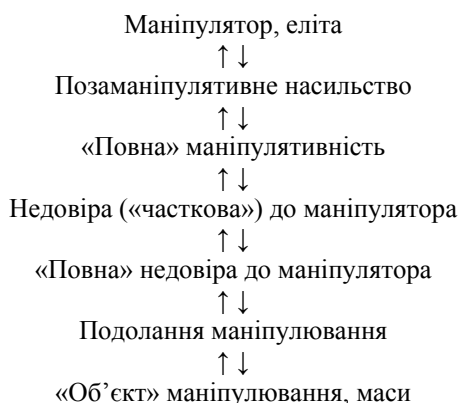 Маніпулятор, еліта
↑ ↓
Позаманіпулятивне насильство
↑ ↓
«Повна» маніпулятивність
↑ ↓
Недовіра («часткова») до маніпулятора
↑ ↓
«Повна» недовіра до маніпулятора
↑ ↓
Подолання маніпулювання
↑ ↓
«Об’єкт» маніпулювання, маси